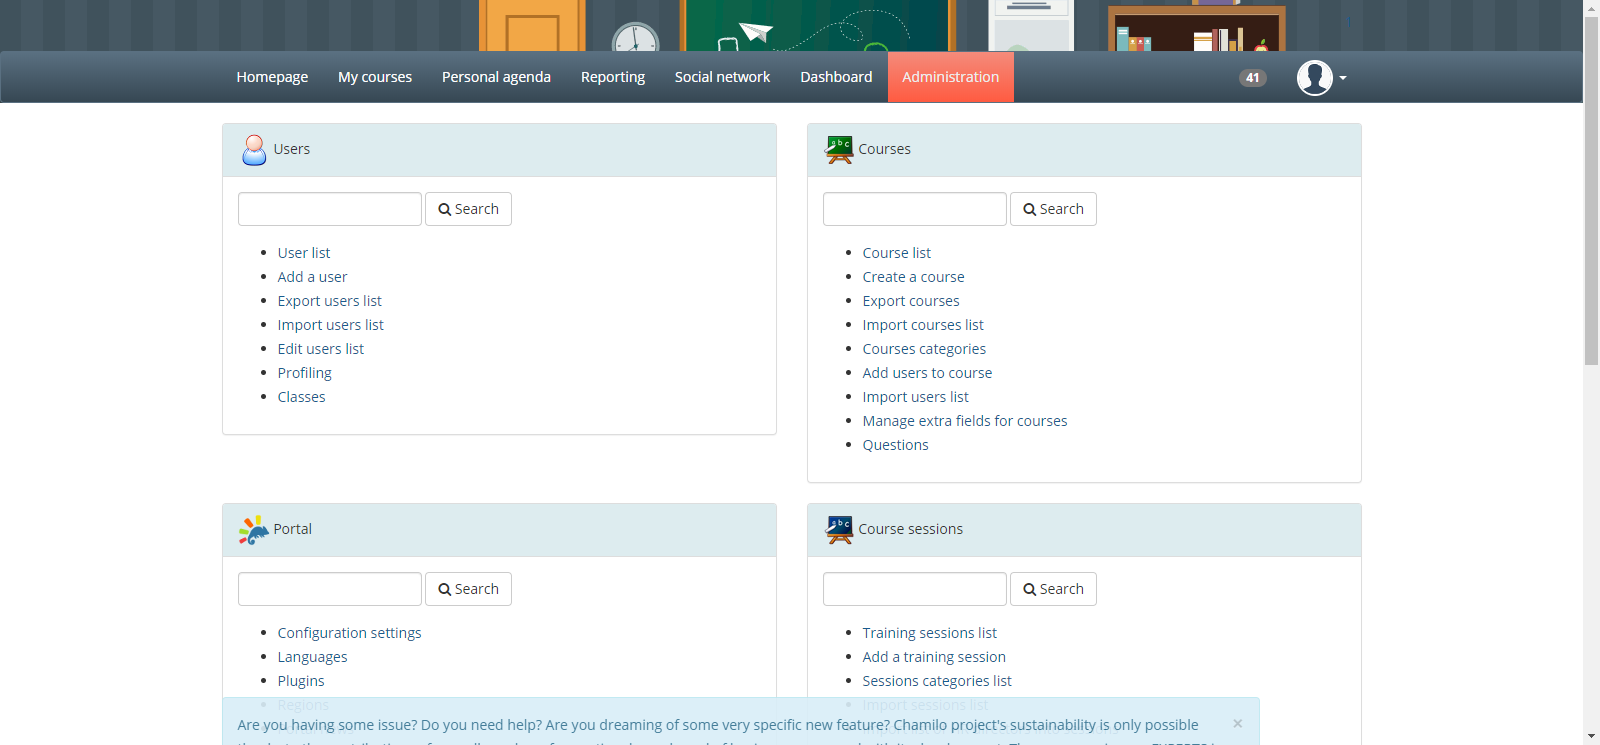 Homepage My courses Personal agenda Reporting Social network Dashboard Administration 41
Users
Search
User list
Add a user
Export users list
Import users list
Edit users list
Profiling
Classes
Courses
Search
Course list
Create a course
Export courses
Import courses list
Courses categories
Add users to course
Import users list
Manage extra fields for courses
Questions
Portal
Search
Configuration settings
Languages
Plugins
Regions
Course sessions
Search
Training sessions list
Add a training session
Sessions categories list
Import sessions list
Are you having some issue? Do you need help? Are you dreaming of some very specific new feature? Chamilo project's sustainability is only possible ×